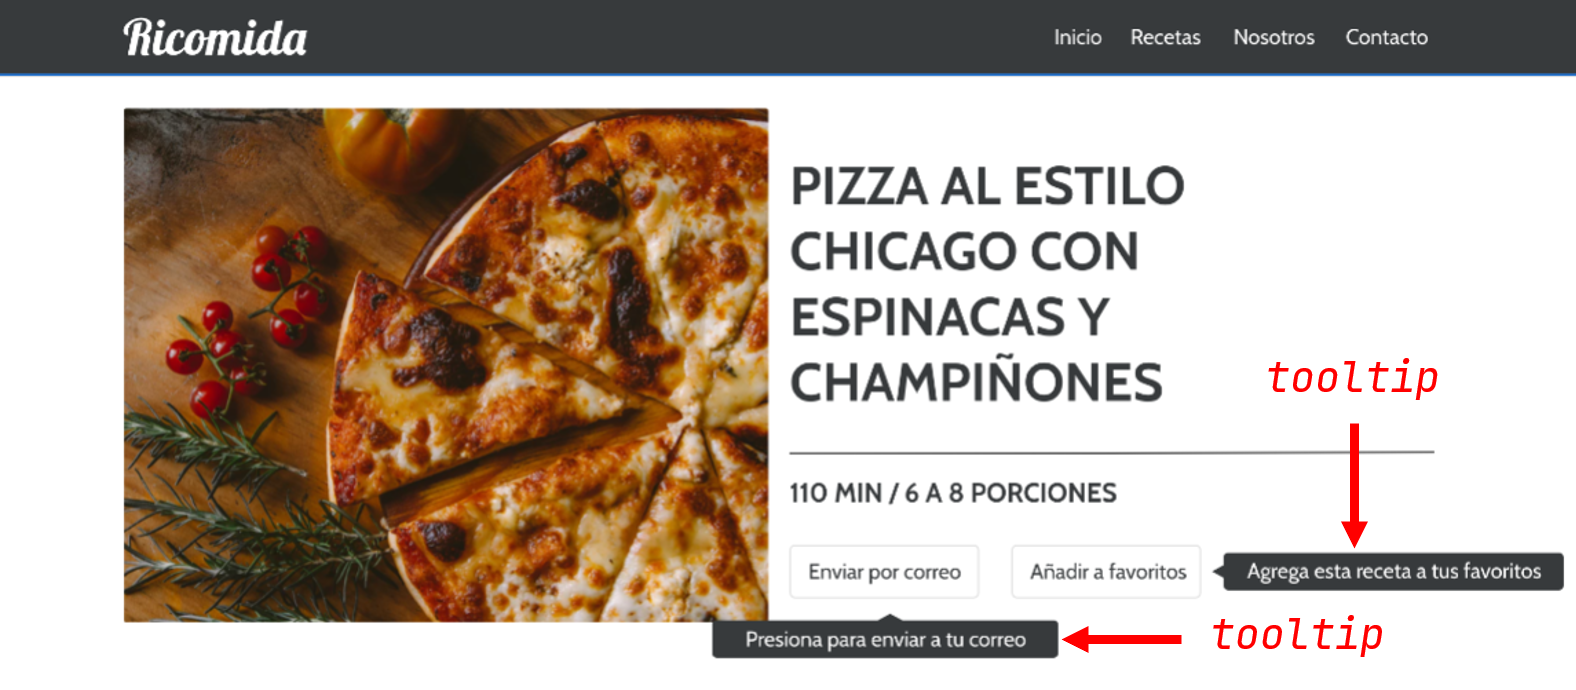 Ricomida
Inicio Recetas Nosotros Contacto
PIZZA AL ESTILO
CHICAGO CON
ESPINACAS Y
CHAMPIÑONES
tooltip
110 MIN / 6 A 8 PORCIONES
Enviar por correo
Añadir a favoritos
Agrega esta receta a tus favoritos
Presiona para enviar a tu correo
tooltip